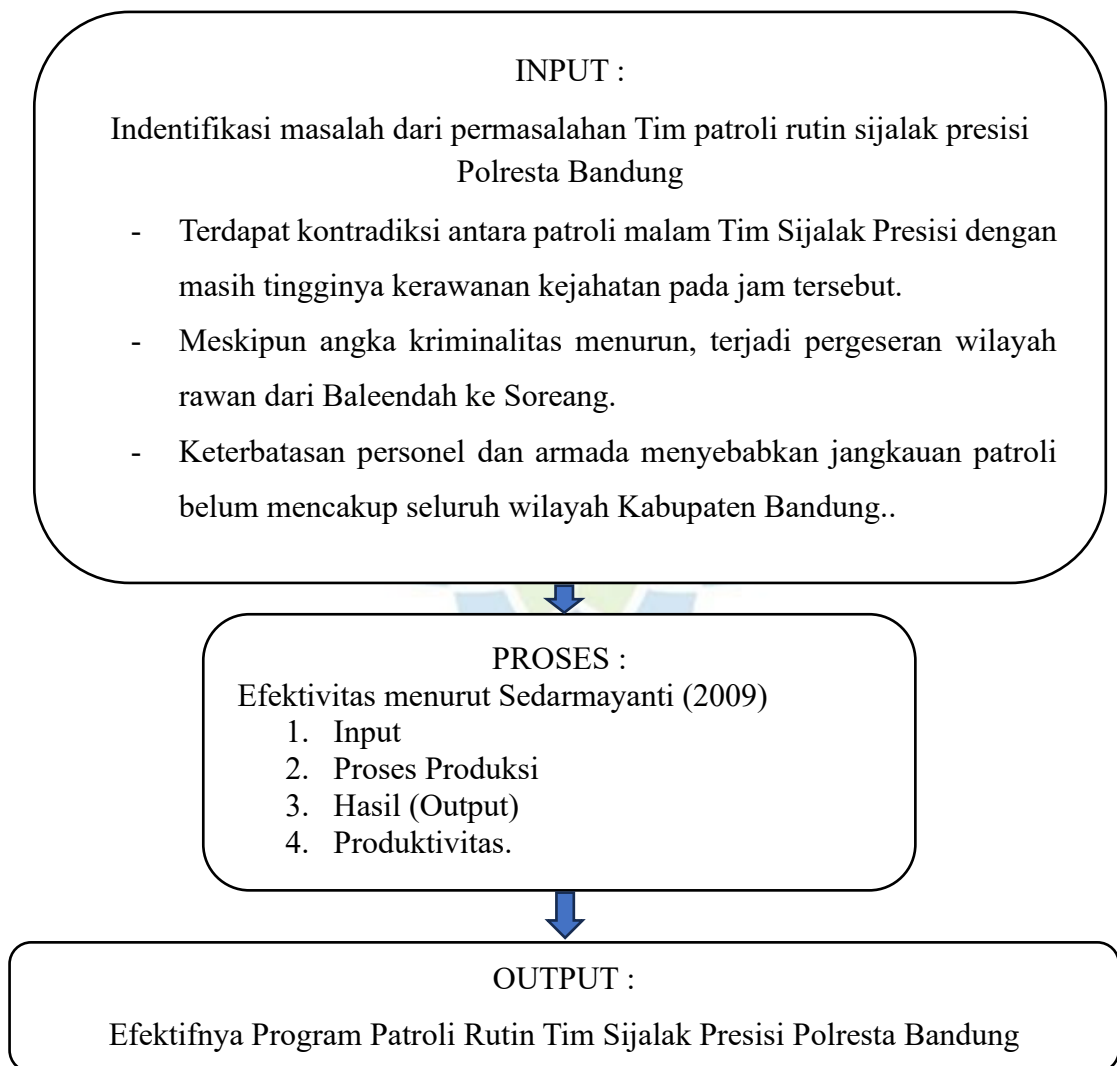 INPUT :
Indentifikasi masalah dari permasalahan Tim patroli rutin sijalak presisi
Polresta Bandung
- Terdapat kontradiksi antara patroli malam Tim Sijalak Presisi dengan
masih tingginya kerawanan kejahatan pada jam tersebut.
- Meskipun angka kriminalitas menurun, terjadi pergeseran wilayah
rawan dari Baleendah ke Soreang.
- Keterbatasan personel dan armada menyebabkan jangkauan patroli
belum mencakup seluruh wilayah Kabupaten Bandung..
PROSES :
Efektivitas menurut Sedarmayanti (2009)
1. Input
2. Proses Produksi
3. Hasil (Output)
4. Produktivitas.
OUTPUT :
Efektifnya Program Patroli Rutin Tim Sijalak Presisi Polresta Bandung